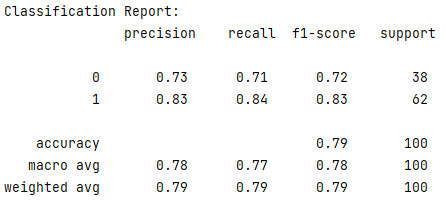 Classification Report:
precision recall f1-score support
0 0.73 0.71 0.72 38
1 0.83 0.84 0.83 62
accuracy 0.79 100
macro avg 0.78 0.77 0.78 100
weighted avg 0.79 0.79 0.79 100